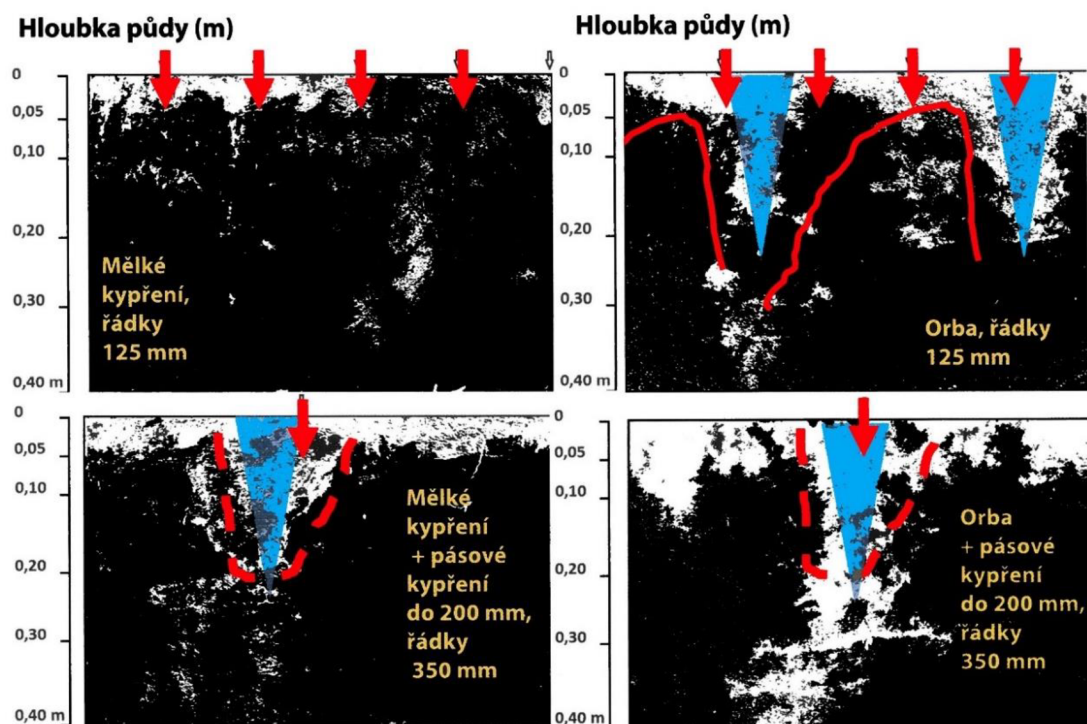 Hloubka půdy (m)
0
0,05
0,10
0,20
0,30
0,40 m
Mělké
kypření,
řádky
125 mm
Hloubka půdy (m)
0
0,05
0,10
0,20
0,30
0,40 m
Orba, řádky
125 mm
0
0,05
0,10
0,20
0,30
0,40 m
Mělké
kypření
+ pásové
kypření
do 200 mm,
řádky
350 mm
0
0,05
0,10
0,20
0,30
0,40 m
Orba
+ pásové
kypření
do 200 mm,
řádky
350 mm